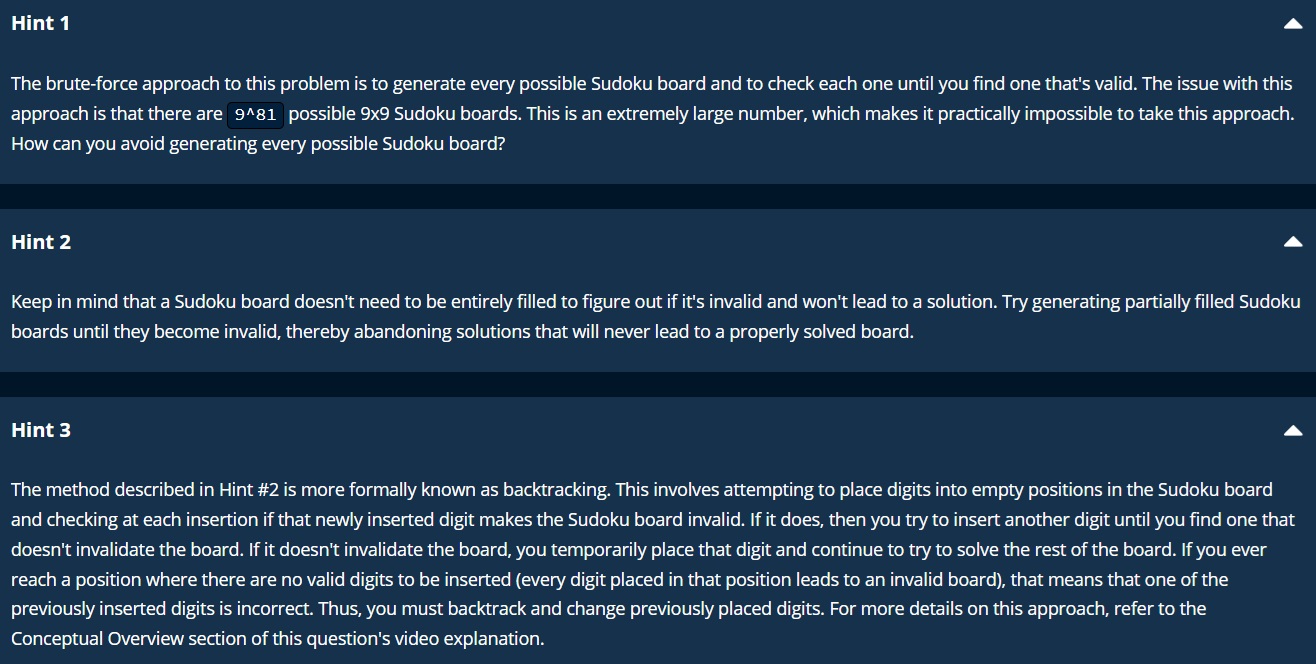 Hint 1
The brute-force approach to this problem is to generate every possible Sudoku board and to check each one until you find one that's valid. The issue with this
approach is that there are 9^81 possible 9x9 Sudoku boards. This is an extremely large number, which makes it practically impossible to take this approach.
How can you avoid generating every possible Sudoku board?
Hint 2
Keep in mind that a Sudoku board doesn't need to be entirely filled to figure out if it's invalid and won't lead to a solution. Try generating partially filled Sudoku
boards until they become invalid, thereby abandoning solutions that will never lead to a properly solved board.
Hint 3
The method described in Hint #2 is more formally known as backtracking. This involves attempting to place digits into empty positions in the Sudoku board
and checking at each insertion if that newly inserted digit makes the Sudoku board invalid. If it does, then you try to insert another digit until you find one that
doesn't invalidate the board. If it doesn't invalidate the board, you temporarily place that digit and continue to try to solve the rest of the board. If you ever
reach a position where there are no valid digits to be inserted (every digit placed in that position leads to an invalid board), that means that one of the
previously inserted digits is incorrect. Thus, you must backtrack and change previously placed digits. For more details on this approach, refer to the
Conceptual Overview section of this question's video explanation.